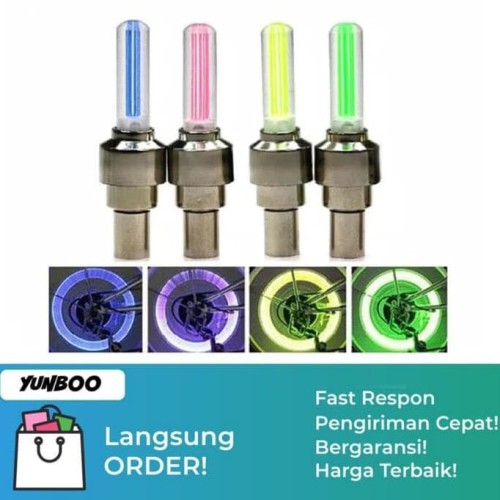 YUNBOO
Langsung
ORDER!
Fast Respon
Pengiriman Cepat!
Bergaransi!
Harga Terbaik!